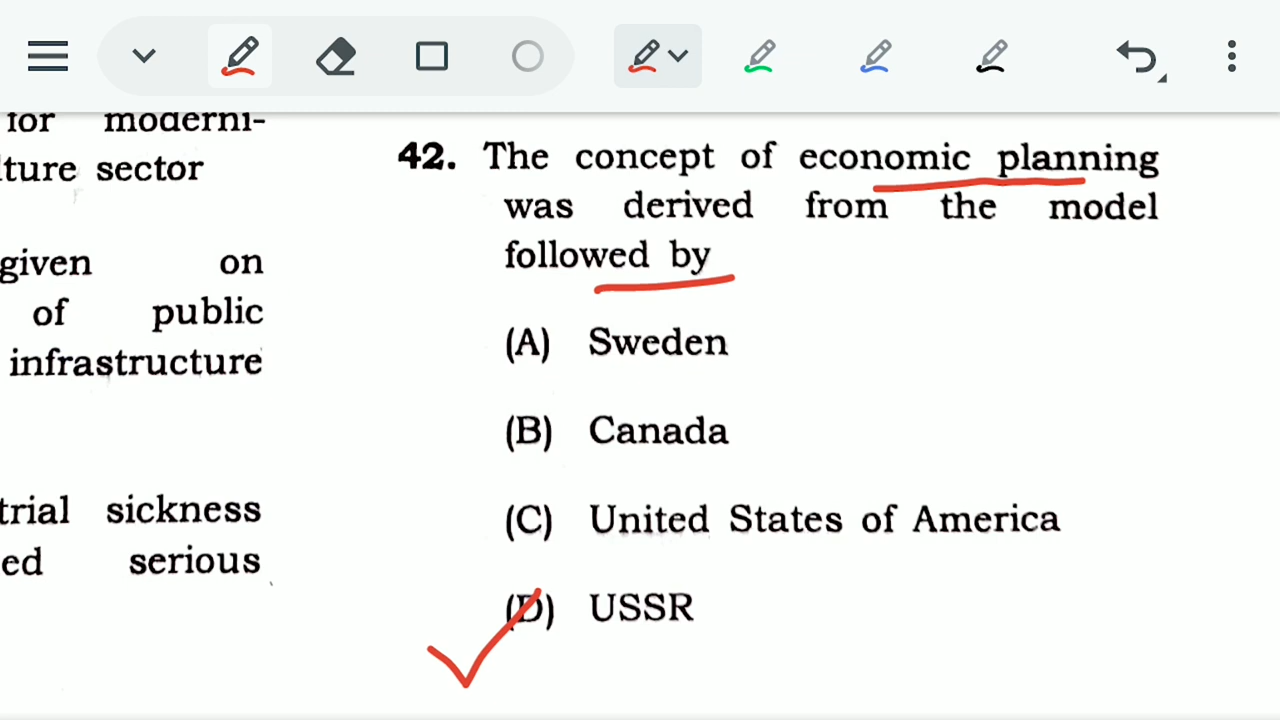 for moderni-
ture sector
given on
of public
infrastructure
trial sickness
ed serious
42. The concept of economic planning
was derived from the model
followed by
(A) Sweden
(B) Canada
(C) United States of America
(D) USSR